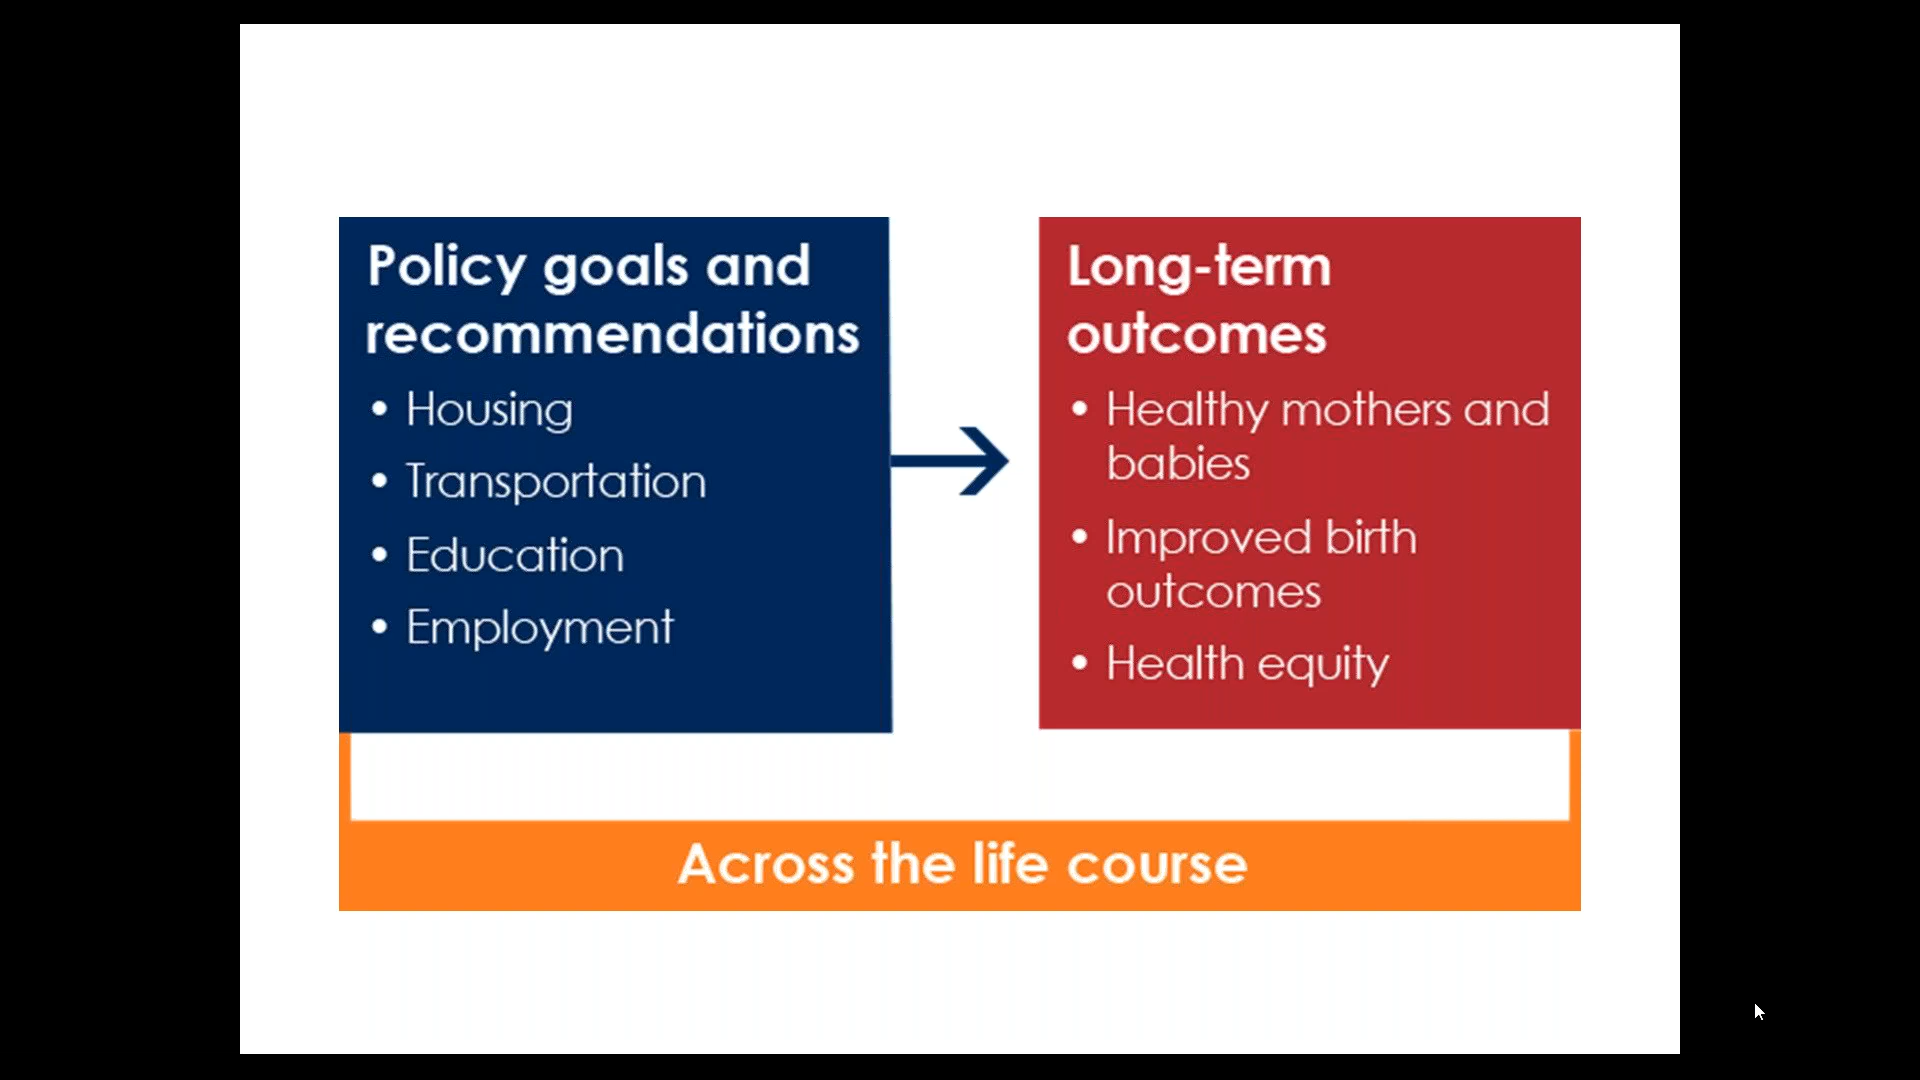 Policy goals and
recommendations
• Housing
• Transportation
• Education
• Employment
Long-term
outcomes
• Healthy mothers and
babies
• Improved birth
outcomes
• Health equity
Across the life course